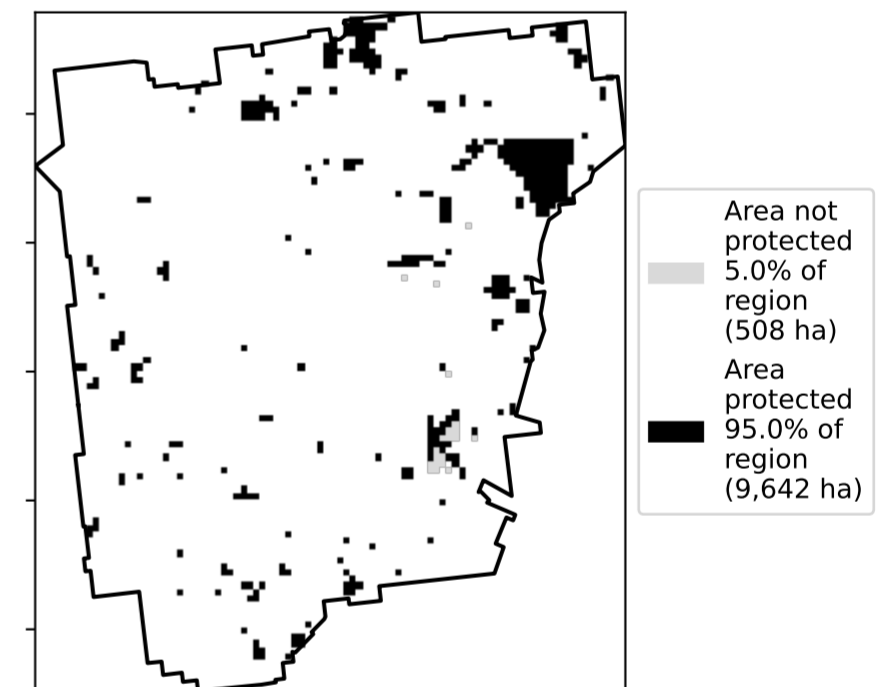 Area not
protected
5.0% of
region
(508 ha)
Area
protected
95.0% of
region
(9,642 ha)